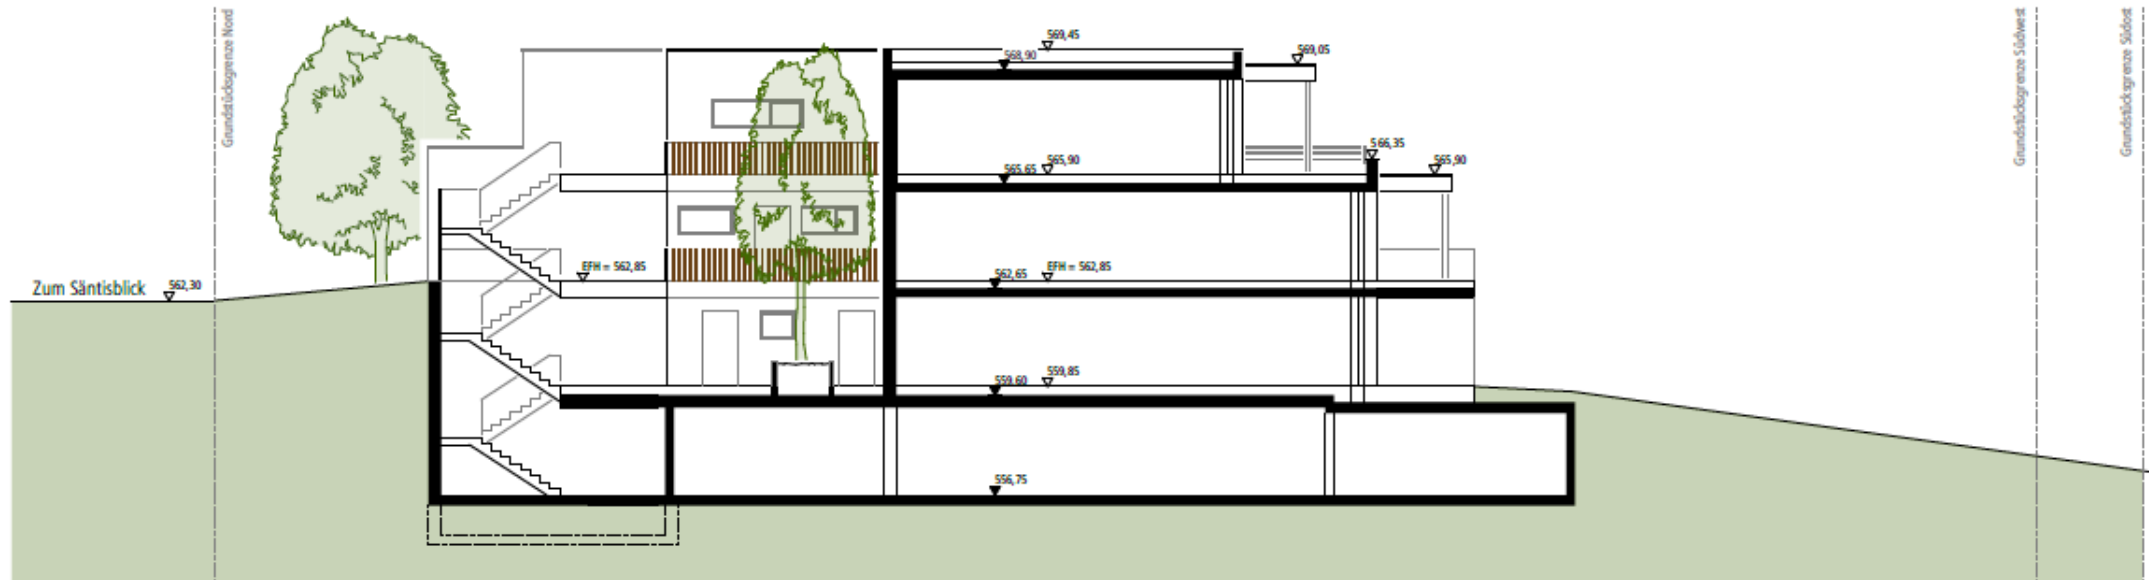 Grundstücksgrenze Nord
Grundstücksgrenze Südwest
Grundstücksgrenze Südost
569,45
568,90
569,05
566,35
565,90
565,65
565,90
Zum Säntisblick
562,30
EFH = 562,85
562,65
EFH = 562,85
559,60
559,85
556,75